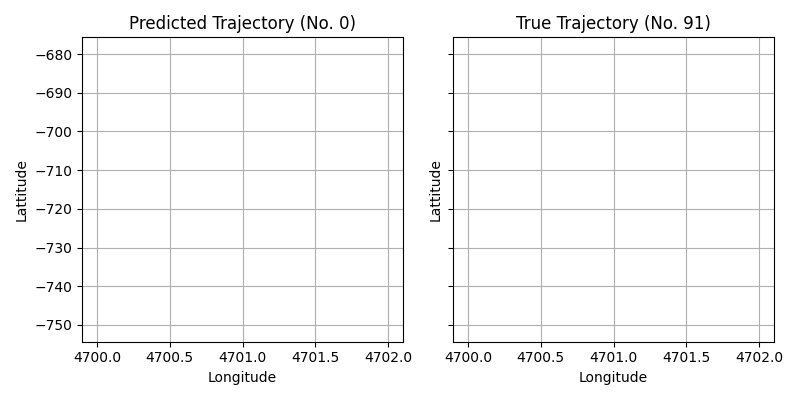 Predicted Trajectory (No. 0)
Lattitude
−680
−690
−700
−710
−720
−730
−740
−750
4700.0 4700.5 4701.0 4701.5 4702.0
Longitude
True Trajectory (No. 91)
Lattitude
4700.0 4700.5 4701.0 4701.5 4702.0
Longitude